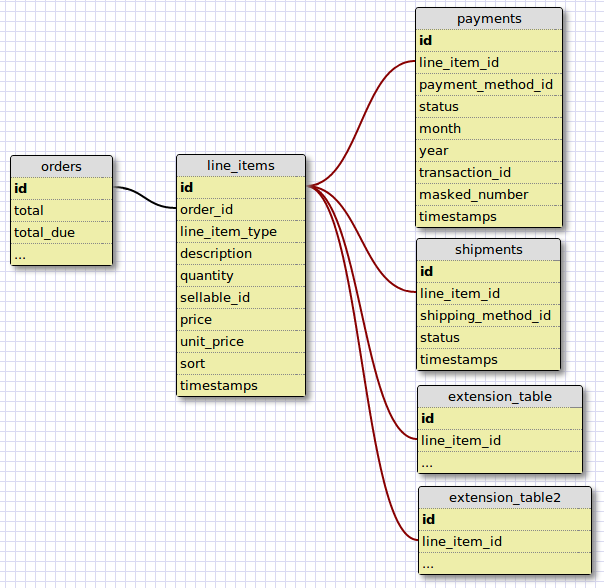 orders
id
total
total_due
...
line_items
id
order_id
line_item_type
description
quantity
sellable_id
price
unit_price
sort
timestamps
payments
id
line_item_id
payment_method_id
status
month
year
transaction_id
masked_number
timestamps
shipments
id
line_item_id
shipping_method_id
status
timestamps
extension_table
id
line_item_id
...
extension_table2
id
line_item_id
...